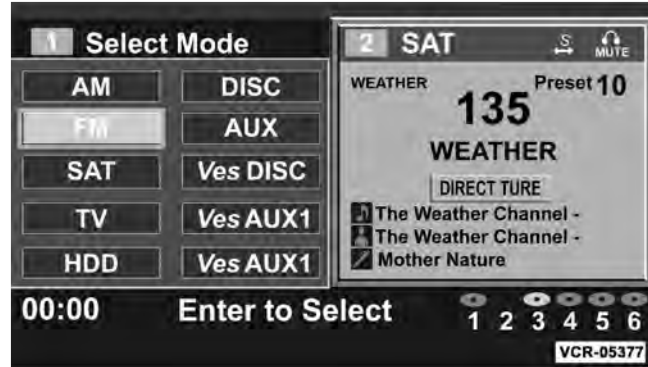 1 Select Mode
AM DISC
FM AUX
SAT Ves DISC
TV Ves AUX1
HDD Ves AUX1
2 SAT S MUTE
WEATHER Preset 10
135
WEATHER
DIRECT TURE
The Weather Channel -
The Weather Channel -
Mother Nature
00:00 Enter to Select 1 2 3 4 5 6
VCR-05377